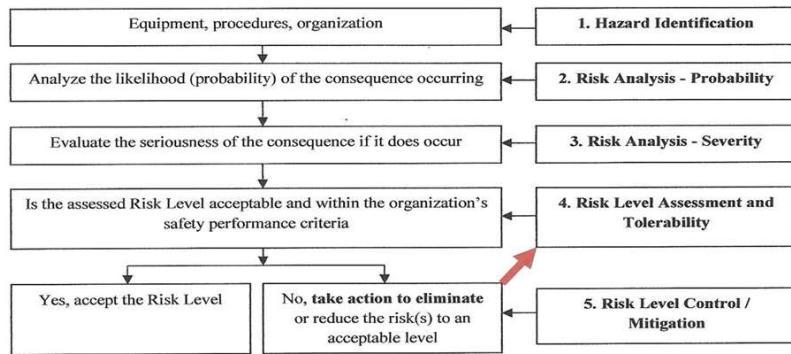 Equipment, procedures, organization
1. Hazard Identification
Analyze the likelihood (probability) of the consequence occurring
2. Risk Analysis - Probability
Evaluate the seriousness of the consequence if it does occur
3. Risk Analysis - Severity
Is the assessed Risk Level acceptable and within the organization's
safety performance criteria
4. Risk Level Assessment and
Tolerability
Yes, accept the Risk Level
No, take action to eliminate
or reduce the risk(s) to an
acceptable level
5. Risk Level Control /
Mitigation